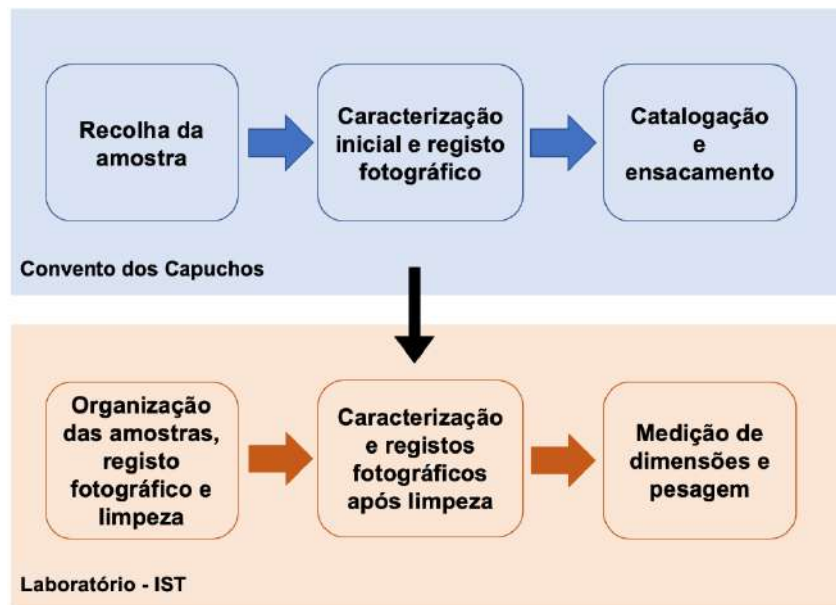 Recolha da
amostra
Caracterização
inicial e registo
fotográfico
Catalogação
e
ensacamento
Convento dos Capuchos
Organização
das amostras,
registo
fotográfico e
limpeza
Caracterização
e registos
fotográficos
após limpeza
Medição de
dimensões e
pesagem
Laboratório - IST